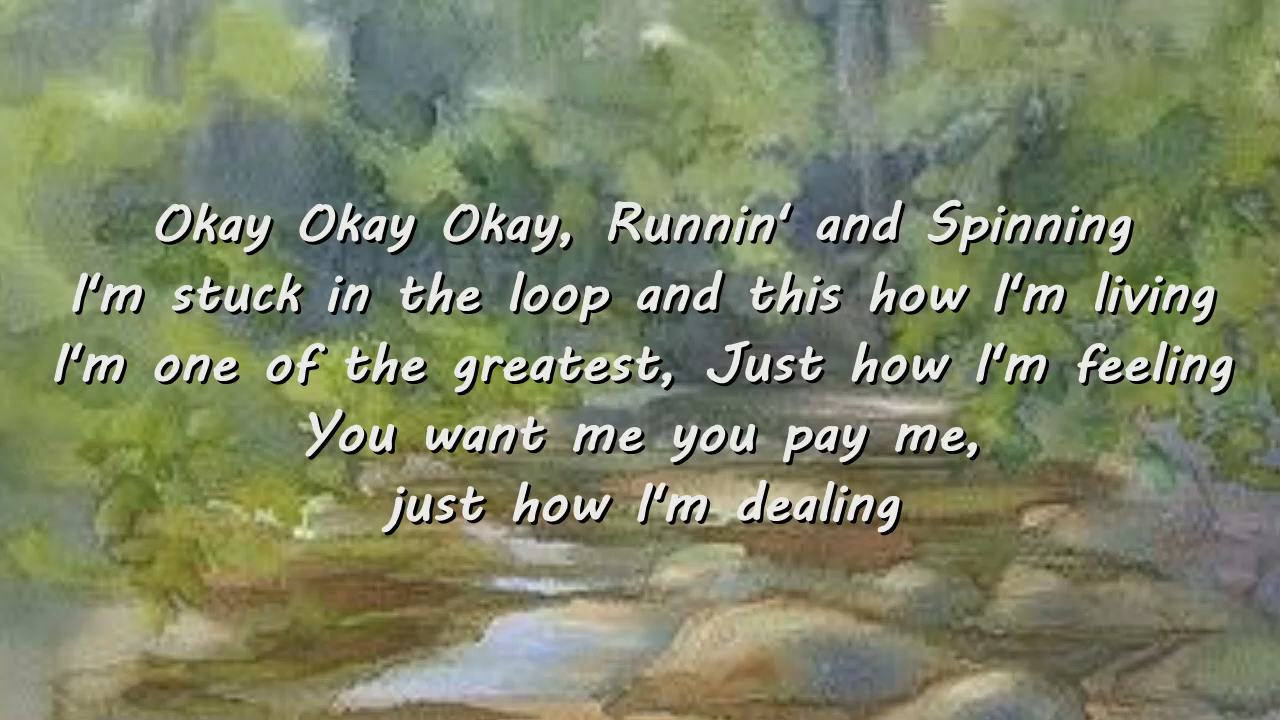 Okay Okay Okay, Runnin' and Spinning
I'm stuck in the loop and this how I'm living
I'm one of the greatest, Just how I'm feeling
You want me you pay me,
just how I'm dealing